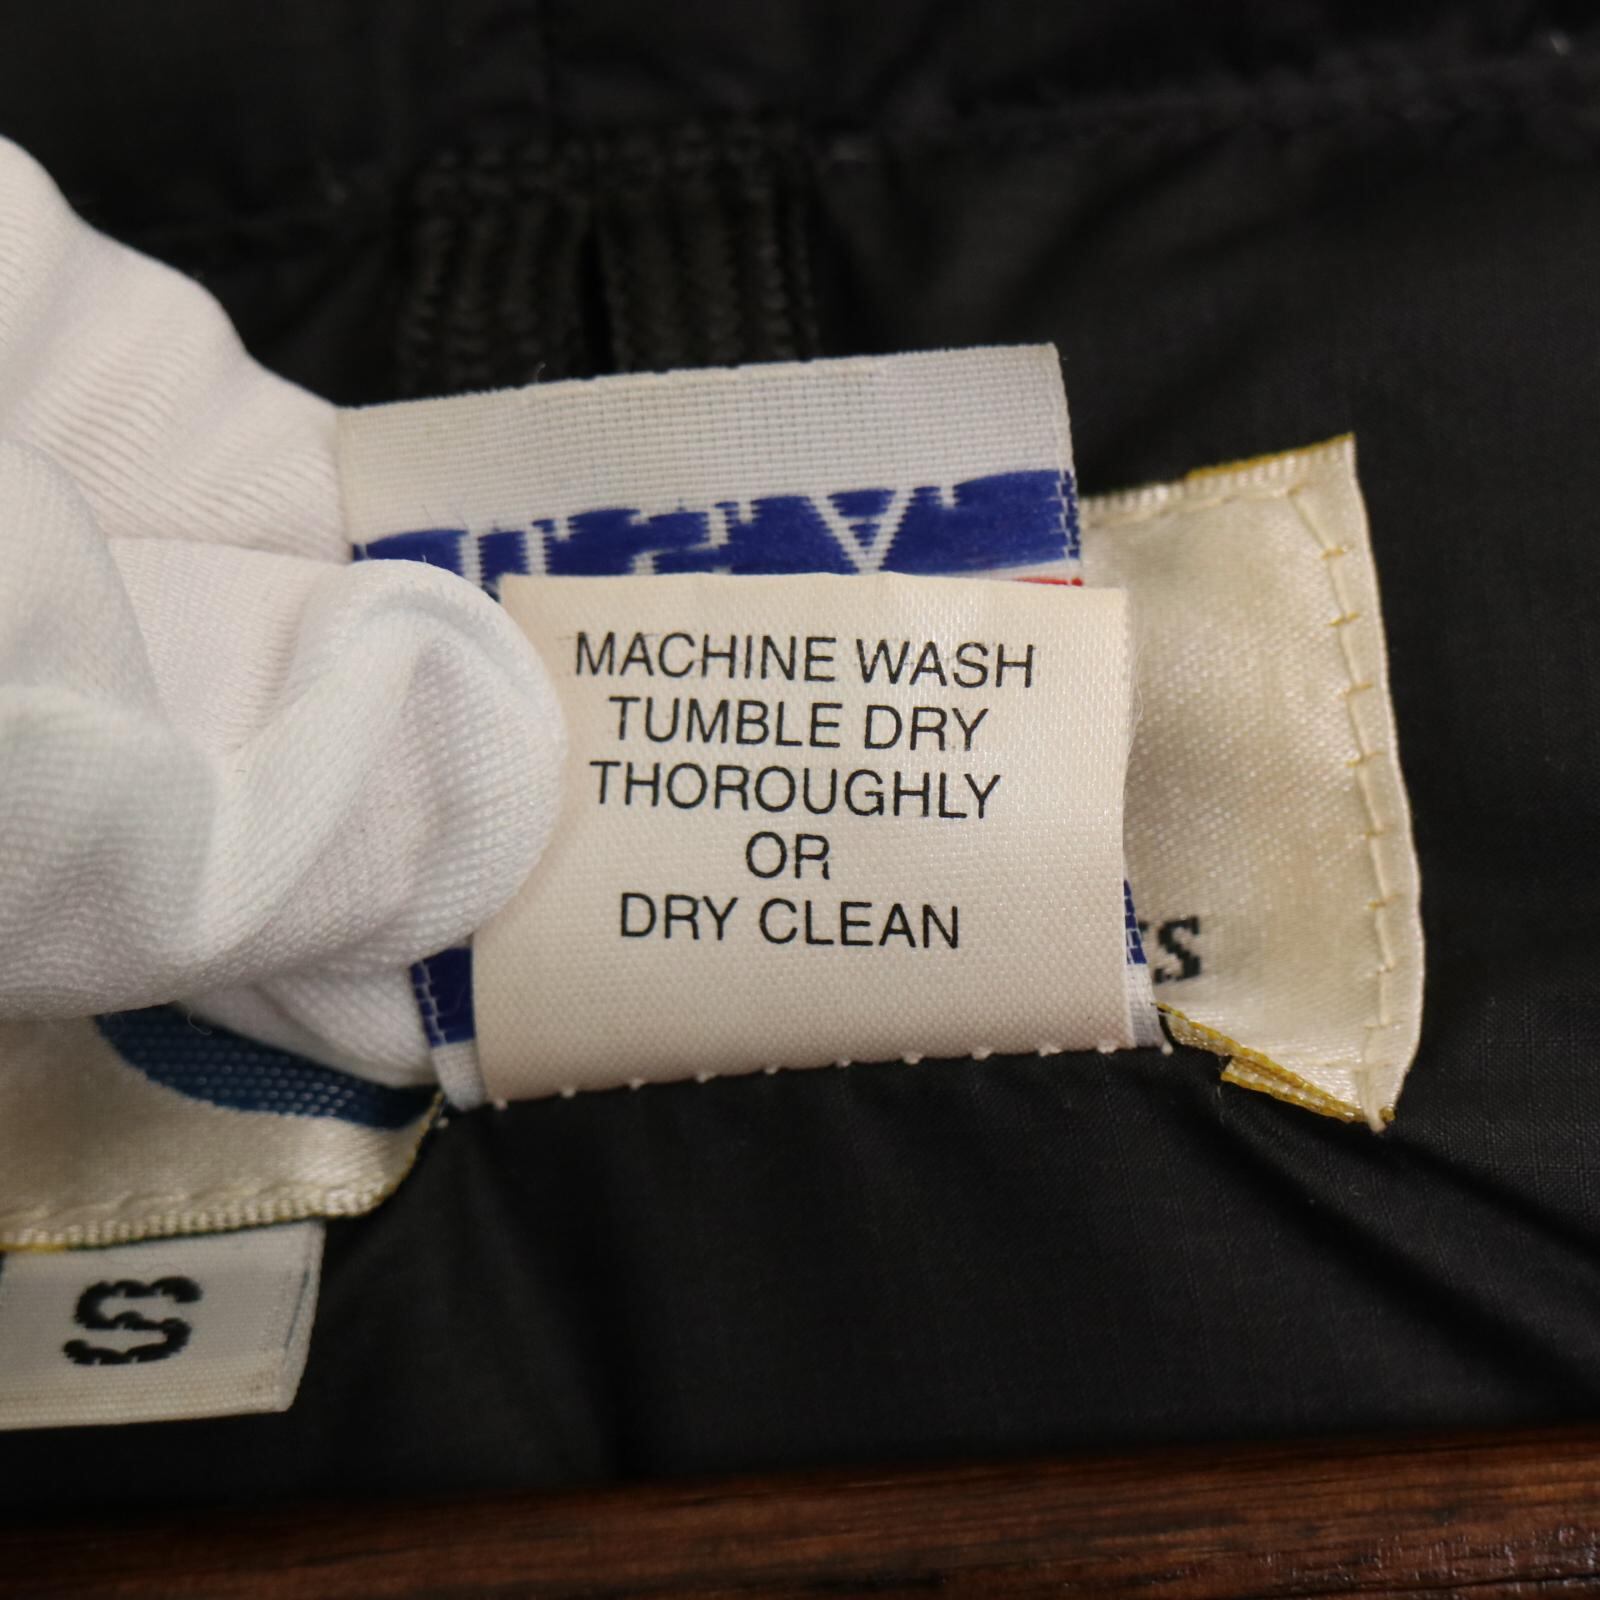 MACHINE WASH
TUMBLE DRY
THOROUGHLY
OR
DRY CLEAN
S